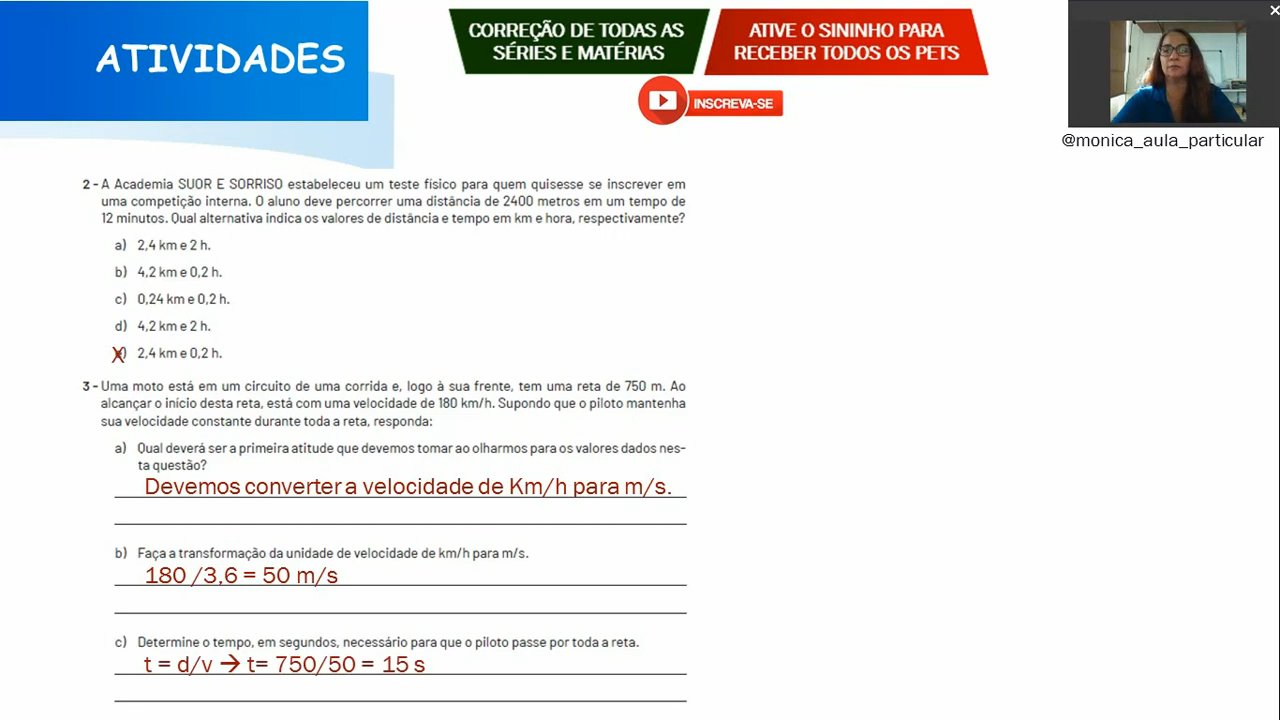 ATIVIDADES
CORREÇÃO DE TODAS AS
SÉRIES E MATÉRIAS
ATIVE O SININHO PARA
RECEBER TODOS OS PETS
INSCREVA-SE
@monica_aula_particular
2 - A Academia SUOR E SORRISO estabeleceu um teste físico para quem quisesse se inscrever em
uma competição interna. O aluno deve percorrer uma distância de 2400 metros em um tempo de
12 minutos. Qual alternativa indica os valores de distância e tempo em km e hora, respectivamente?
a) 2,4 km e 2 h.
b) 4,2 km e 0,2 h.
c) 0,24 km e 0,2 h.
d) 4,2 km e 2 h.
X e) 2,4 km e 0,2 h.
3 - Uma moto está em um circuito de uma corrida e, logo à sua frente, tem uma reta de 750 m. Ao
alcançar o início desta reta, está com uma velocidade de 180 km/h. Supondo que o piloto mantenha
sua velocidade constante durante toda a reta, responda:
a) Qual deverá ser a primeira atitude que devemos tomar ao olharmos para os valores dados nes-
ta questão?
Devemos converter a velocidade de Km/h para m/s.
b) Faça a transformação da unidade de velocidade de km/h para m/s.
180 /3,6 = 50 m/s
c) Determine o tempo, em segundos, necessário para que o piloto passe por toda a reta.
t = d/v → t= 750/50 = 15 s